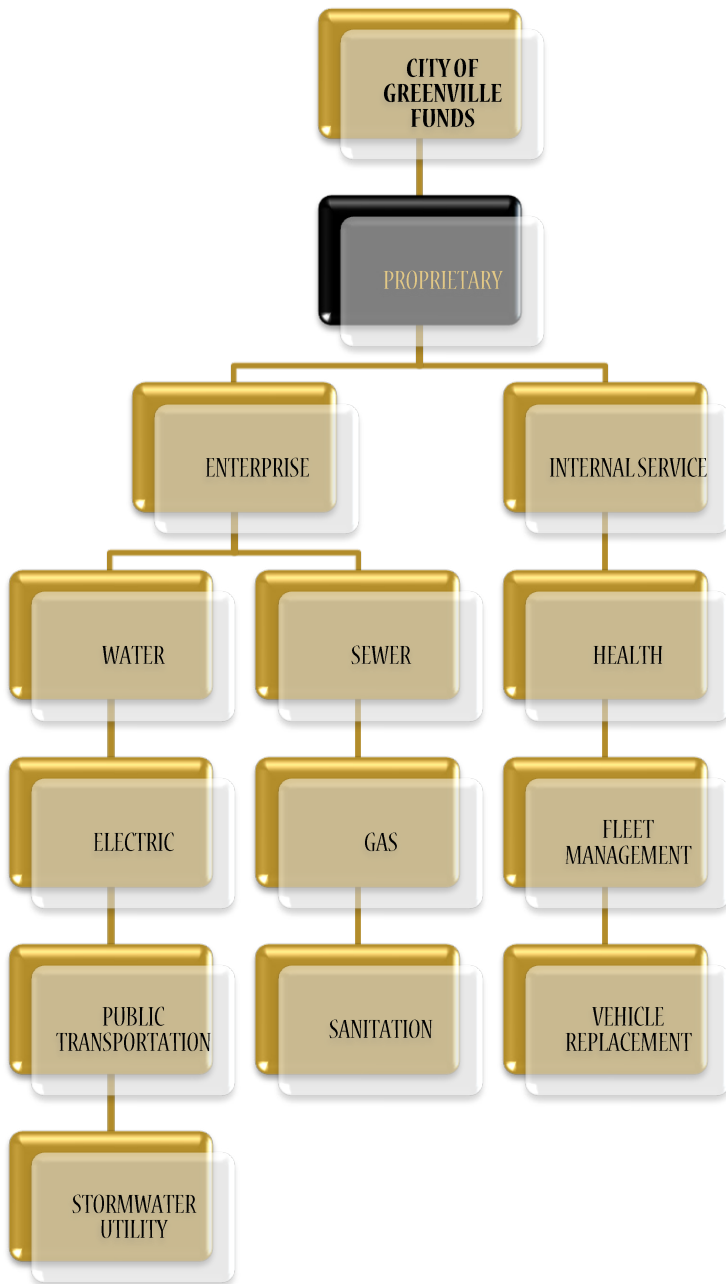 CITY OF
GREENVILLE
FUNDS
PROPRIETARY
ENTERPRISE
INTERNAL SERVICE
WATER
SEWER
HEALTH
ELECTRIC
GAS
FLEET
MANAGEMENT
PUBLIC
TRANSPORTATION
SANITATION
VEHICLE
REPLACEMENT
STORMWATER
UTILITY